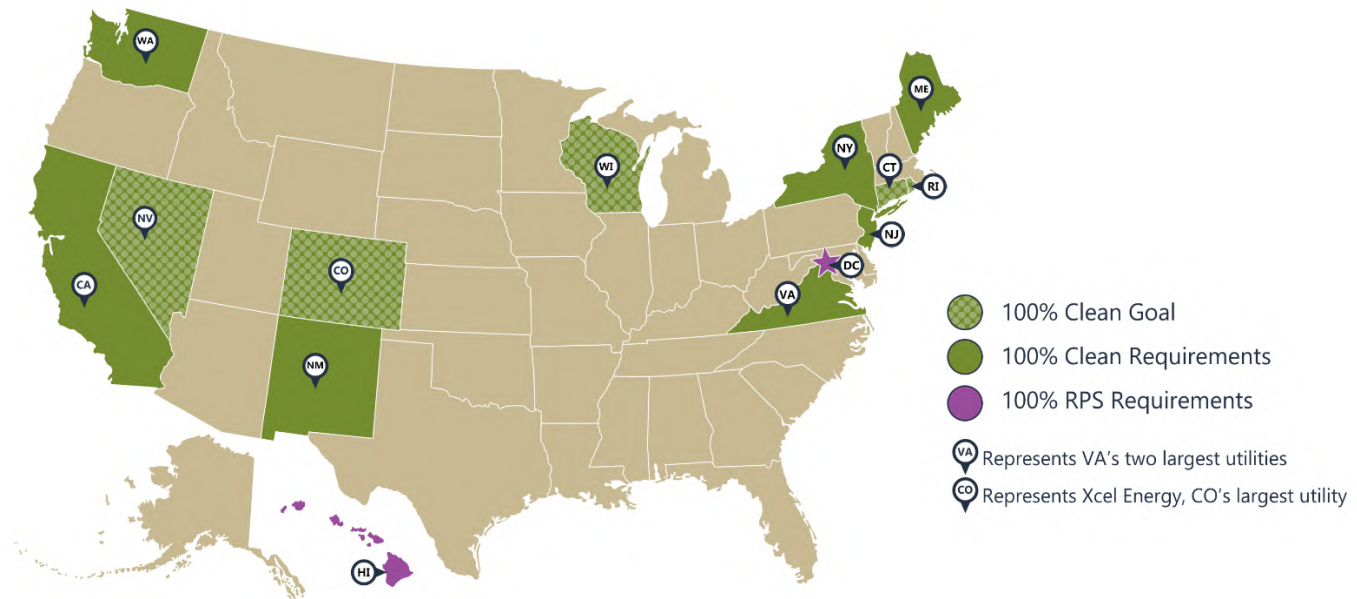 WA
ME
NY
WI
CT
RI
NV
NJ
DC
CO
CA
VA
NM
HI
100% Clean Goal
100% Clean Requirements
100% RPS Requirements
VA Represents VA's two largest utilities
CO Represents Xcel Energy, CO's largest utility